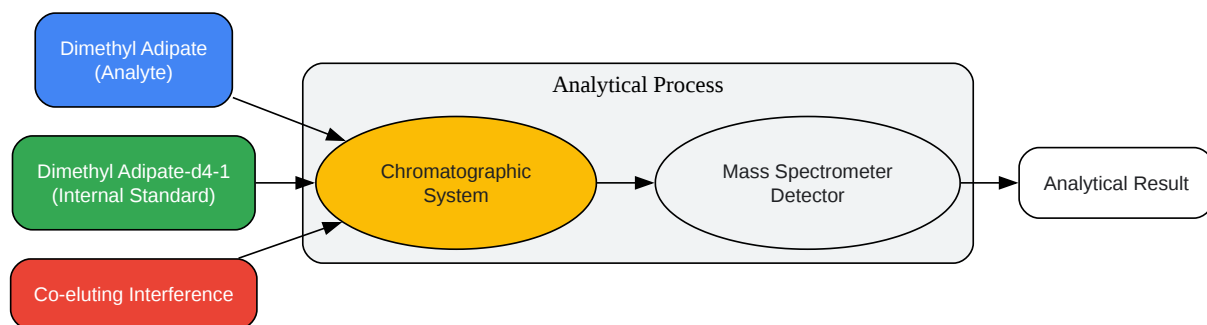 Dimethyl Adipate
(Analyte)
Analytical Process
Dimethyl Adipate-d4-1
(Internal Standard)
Chromatographic
System
Mass Spectrometer
Detector
Analytical Result
Co-eluting Interference